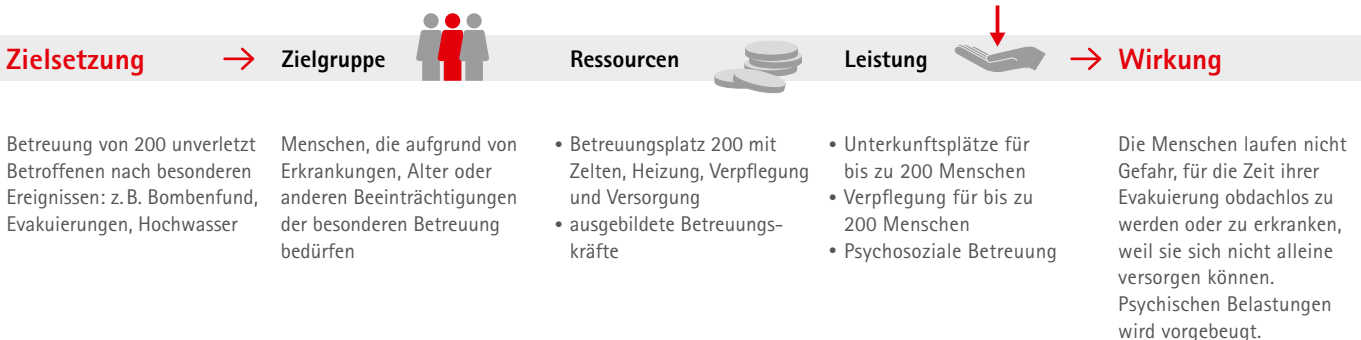 Zielsetzung
Zielgruppe
Ressourcen
Leistung
Wirkung
Betreuung von 200 unverletzt
Betroffenen nach besonderen
Ereignissen: z. B. Bombenfund,
Evakuierungen, Hochwasser
Menschen, die aufgrund von
Erkrankungen, Alter oder
anderen Beeinträchtigungen
der besonderen Betreuung
bedürfen
• Betreuungsplatz 200 mit
Zelten, Heizung, Verpflegung
und Versorgung
• ausgebildete Betreuungs-
kräfte
• Unterkunftsplätze für
bis zu 200 Menschen
• Verpflegung für bis zu
200 Menschen
• Psychosoziale Betreuung
Die Menschen laufen nicht
Gefahr, für die Zeit ihrer
Evakuierung obdachlos zu
werden oder zu erkranken,
weil sie sich nicht alleine
versorgen können.
Psychischen Belastungen
wird vorgebeugt.